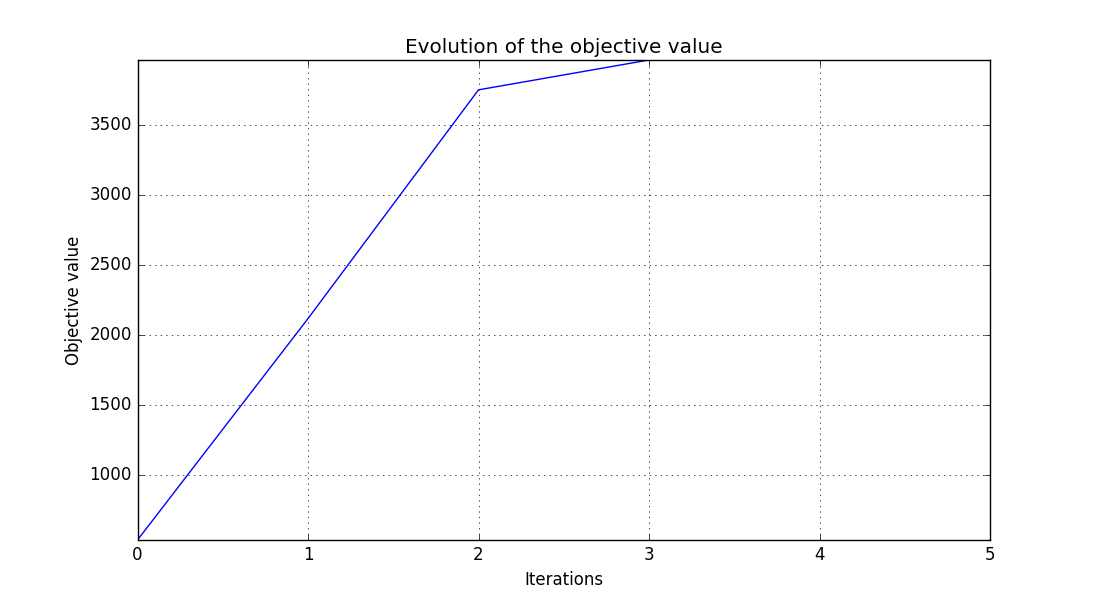 Evolution of the objective value
3500
3000
2500
2000
1500
1000
Objective value
0 1 2 3 4 5
Iterations